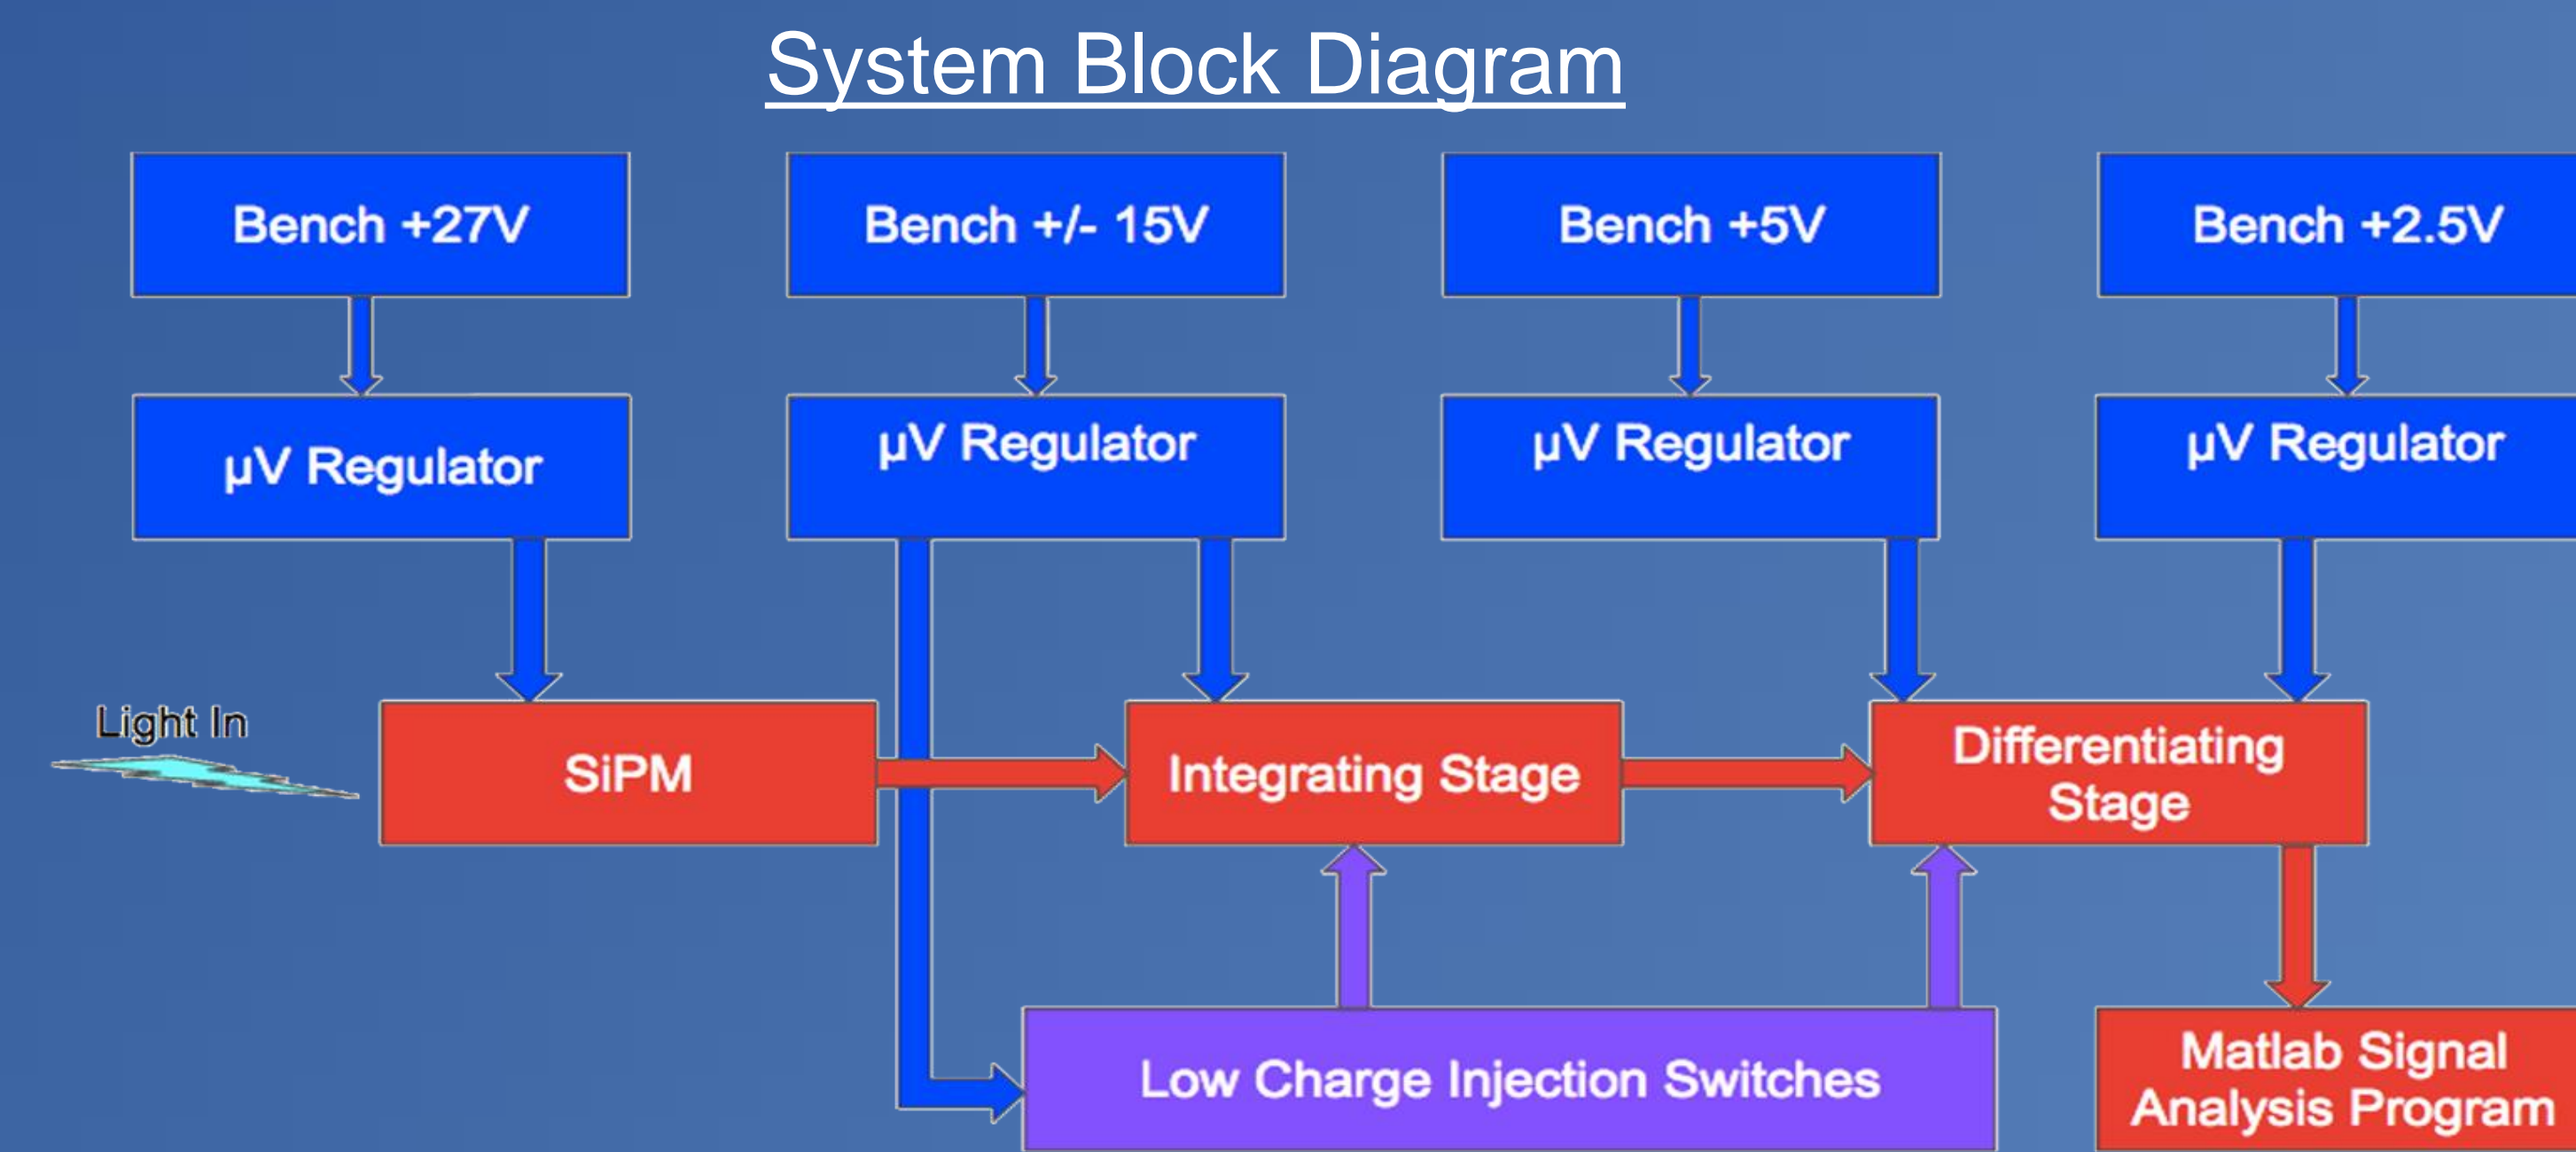 System Block Diagram
Bench +27V
Bench +/- 15V
Bench +5V
Bench +2.5V
µV Regulator
µV Regulator
µV Regulator
µV Regulator
Light In
SiPM
Integrating Stage
Differentiating
Stage
Low Charge Injection Switches
Matlab Signal
Analysis Program